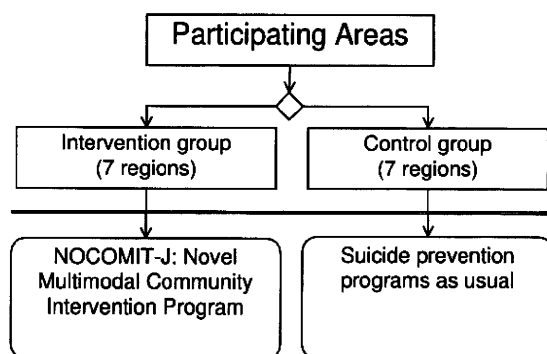 Participating Areas
Intervention group
(7 regions)
Control group
(7 regions)
NOCOMIT-J: Novel
Multimodal Community
Intervention Program
Suicide prevention
programs as usual